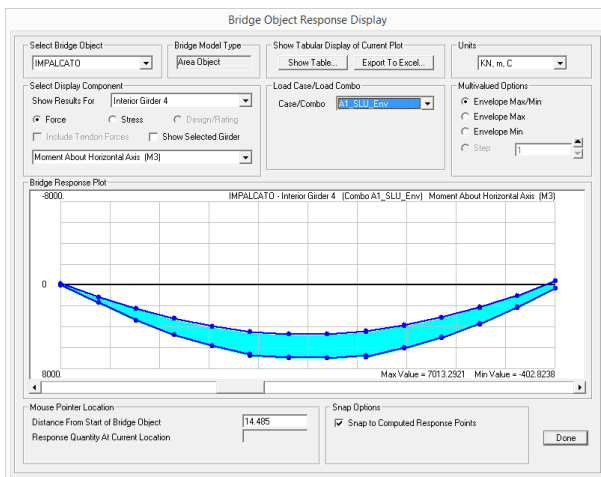 Bridge Object Response Display
Select Bridge Object
IMPALCATO
Bridge Model Type
Area Object
Show Tabular Display of Current Plot
Show Table...
Export To Excel...
Units
KN, m, C
Select Display Component
Show Results For
Interior Girder 4
Force
Stress
Design/Rating
Include Tendon Forces
Show Selected Girder
Moment About Horizontal Axis (M3)
Load Case/Load Combo
Case/Combo
A1_SLU_Env
Multivalued Options
Envelope Max/Min
Envelope Max
Envelope Min
Step
1
Bridge Response Plot
-8000.
IMPALCATO - Interior Girder 4 (Combo A1_SLU_Env) Moment About Horizontal Axis (M3)
0
8000.
Max Value = 7013.2921 Min Value = -402.8238
Mouse Pointer Location
Distance From Start of Bridge Object
14.485
Response Quantity At Current Location
Snap Options
Snap to Computed Response Points
Done